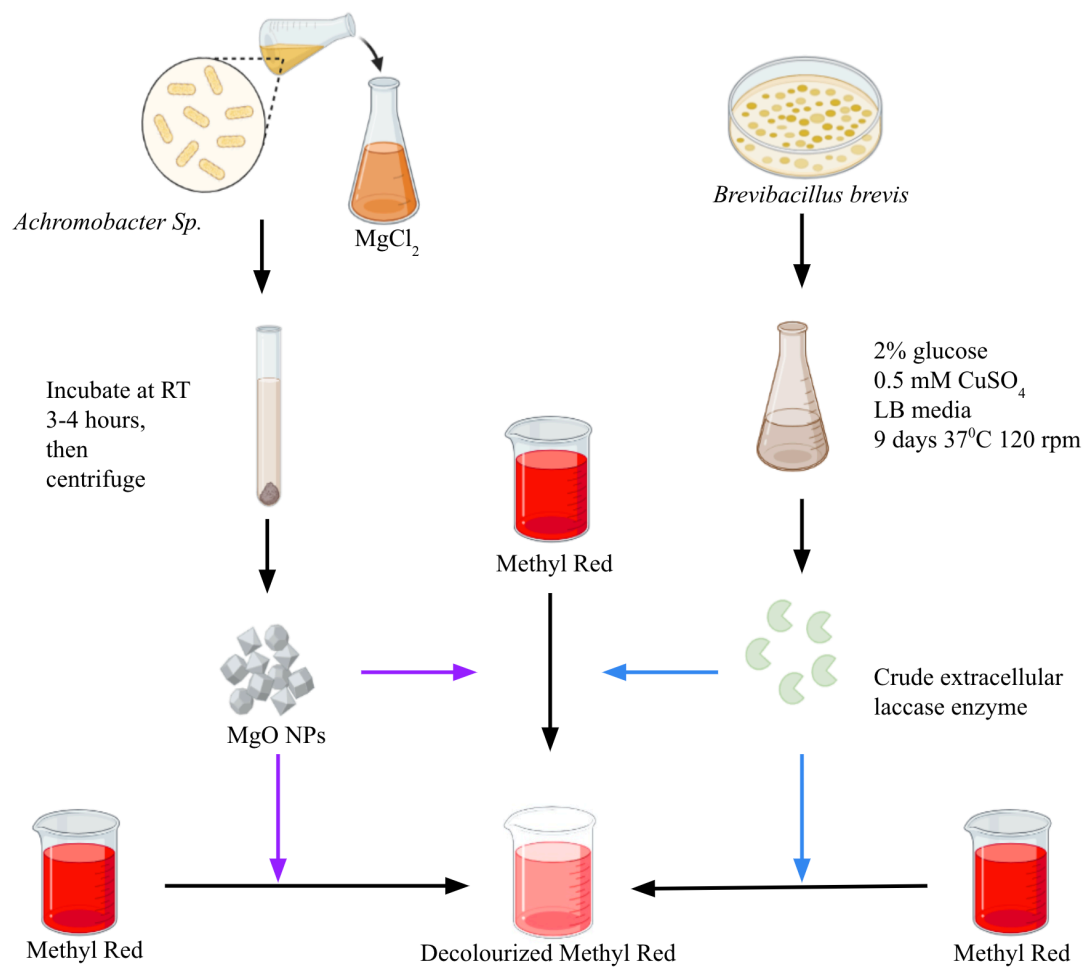 Achromobacter Sp.
MgCl₂
Brevibacillus brevis
Incubate at RT
3-4 hours,
then
centrifuge
2% glucose
0.5 mM CuSO₄
LB media
9 days 37⁰C 120 rpm
Methyl Red
MgO NPs
Crude extracellular
laccase enzyme
Methyl Red
Decolourized Methyl Red
Methyl Red